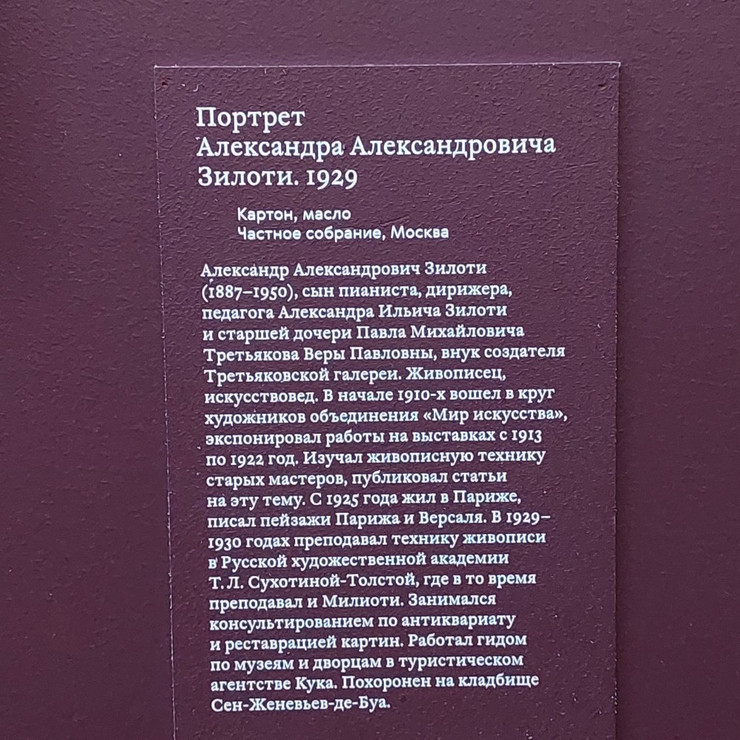 Портрет
Александра Александровича
Зилоти. 1929
Картон, масло
Частное собрание, Москва
Александр Александрович Зилоти
(1887–1950), сын пианиста, дирижера,
педагога Александра Ильича Зилоти
и старшей дочери Павла Михайловича
Третьякова Веры Павловны, внук создателя
Третьяковской галереи. Живописец,
искусствовед. В начале 1910-х вошел в круг
художников объединения «Мир искусства»,
экспонировал работы на выставках с 1913
по 1922 год. Изучал живописную технику
старых мастеров, публиковал статьи
на эту тему. С 1925 года жил в Париже,
писал пейзажи Парижа и Версаля. В 1929–
1930 годах преподавал технику живописи
в Русской художественной академии
Т. Л. Сухотиной-Толстой, где в то время
преподавал и Милиоти. Занимался
консультированием по антиквариату
и реставрацией картин. Работал гидом
по музеям и дворцам в туристическом
агентстве Кука. Похоронен на кладбище
Сен-Женевьев-де-Буа.